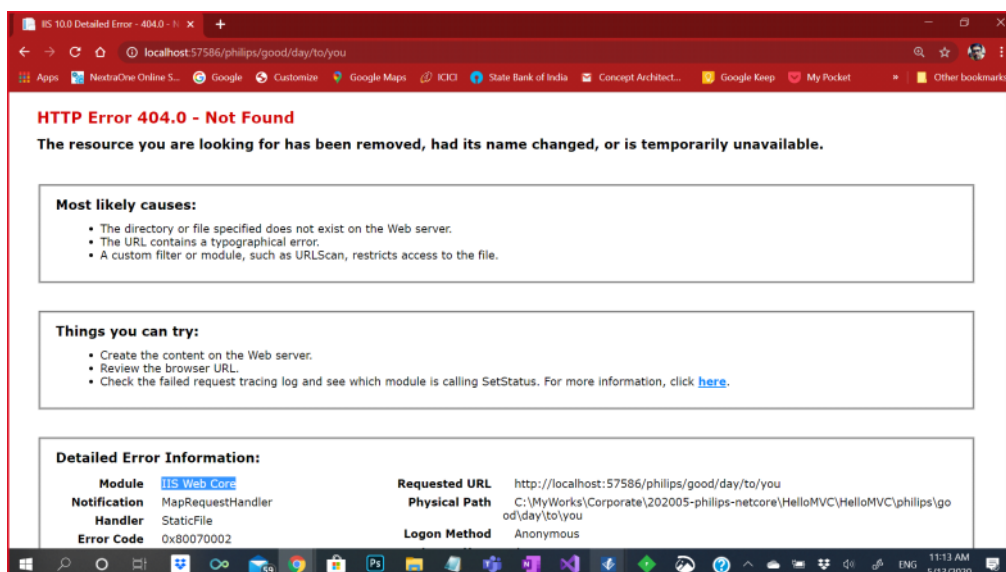 IIS 10.0 Detailed Error - 404.0 - N
localhost:57586/philips/good/day/to/you
Apps NextraOne Online S... Google Customize Google Maps ICICI State Bank of India Concept Architect... Google Keep My Pocket » Other bookmarks
HTTP Error 404.0 - Not Found
The resource you are looking for has been removed, had its name changed, or is temporarily unavailable.
Most likely causes:
• The directory or file specified does not exist on the Web server.
• The URL contains a typographical error.
• A custom filter or module, such as URLScan, restricts access to the file.
Things you can try:
• Create the content on the Web server.
• Review the browser URL.
• Check the failed request tracing log and see which module is calling SetStatus. For more information, click here.
Detailed Error Information:
Module IIS Web Core
Notification MapRequestHandler
Handler StaticFile
Error Code 0x80070002
Requested URL http://localhost:57586/philips/good/day/to/you
Physical Path C:\MyWorks\Corporate\202005-philips-netcore\HelloMVC\HelloMVC\philips\go
od\day\to\you
Logon Method Anonymous
Ps
59
ENG
11:13 AM